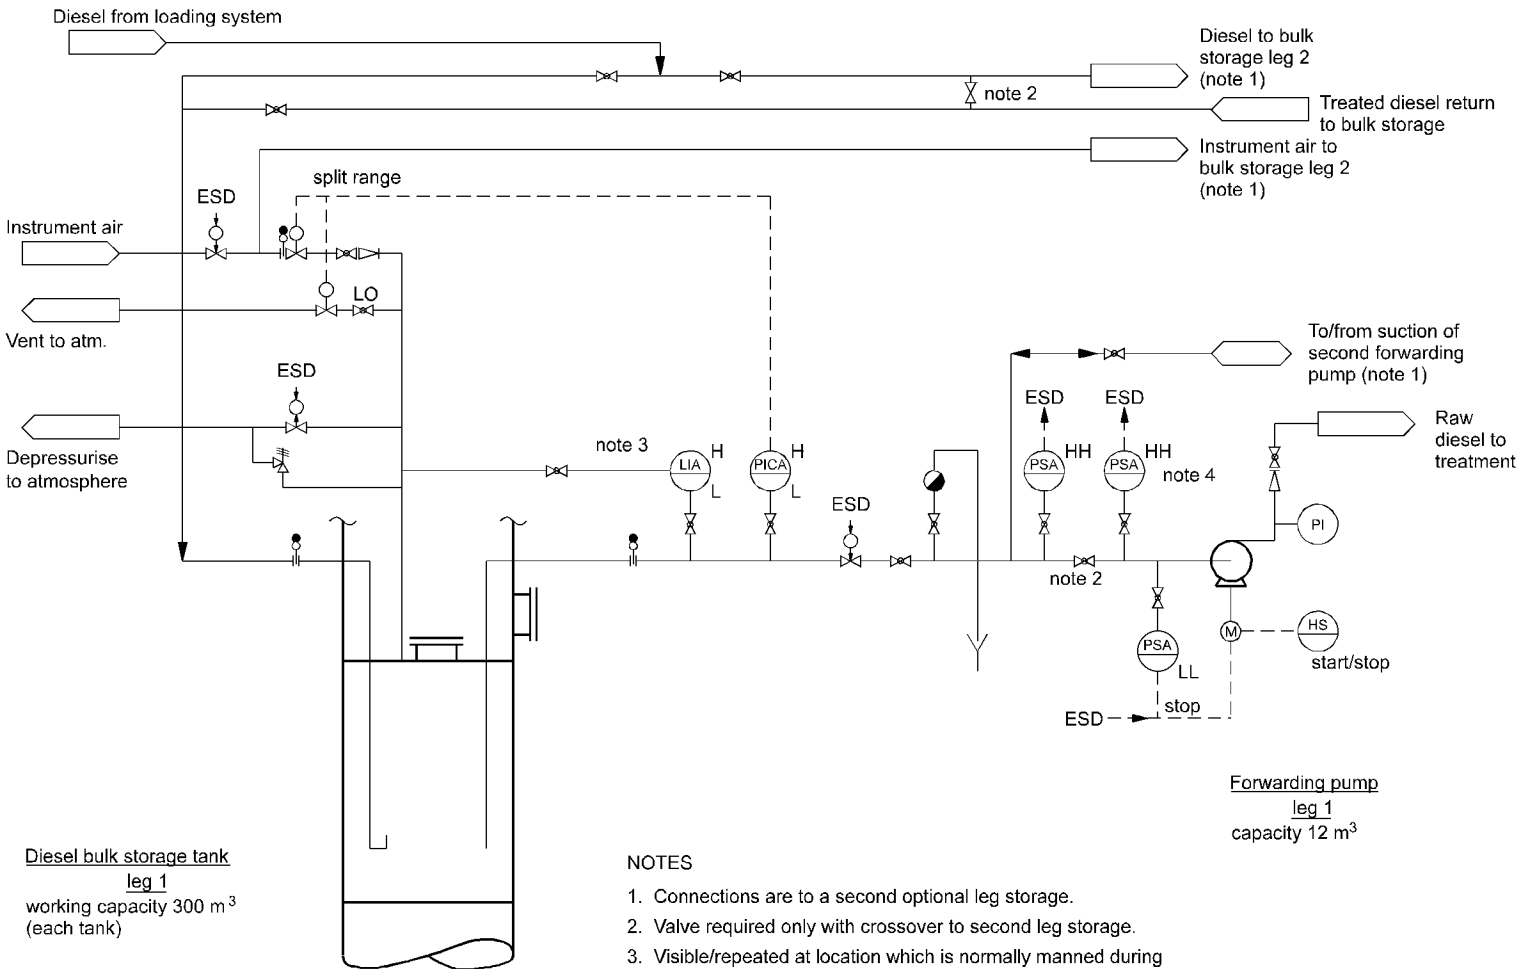 Diesel from loading system
Diesel to bulk
storage leg 2
(note 1)
note 2
Treated diesel return
to bulk storage
Instrument air to
bulk storage leg 2
(note 1)
split range
ESD
Instrument air
LO
Vent to atm.
ESD
Depressurise
to atmosphere
note 3
LIA
H
L
PICA
H
L
ESD
To/from suction of
second forwarding
pump (note 1)
ESD
ESD
PSA
HH
PSA
HH
note 4
Raw
diesel to
treatment
PI
note 2
M
HS
start/stop
PSA
LL
stop
ESD
Forwarding pump
leg 1
capacity 12 m³
Diesel bulk storage tank
leg 1
working capacity 300 m³
(each tank)
NOTES
1. Connections are to a second optional leg storage.
2. Valve required only with crossover to second leg storage.
3. Visible/repeated at location which is normally manned during